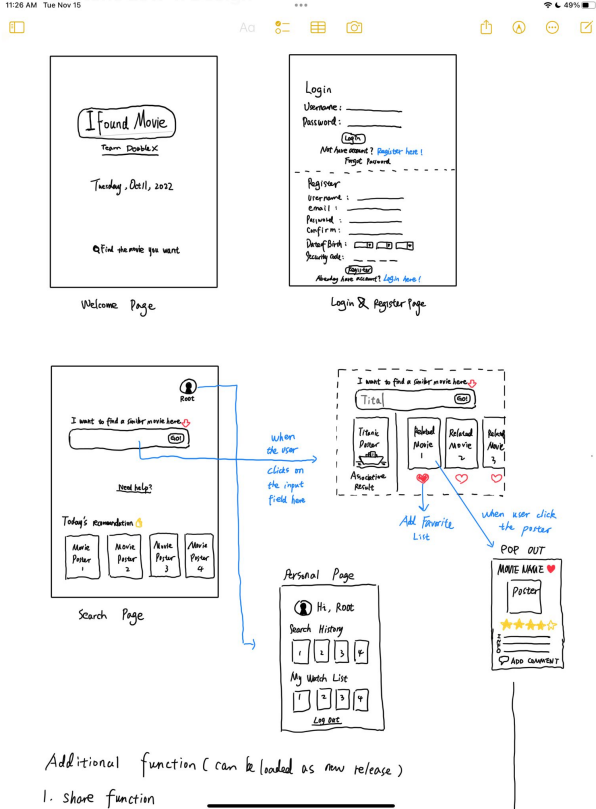 11:26 AM Tue Nov 15
49%
Aa
I Found Movie
Team DoobleX
Tuesday, Oct 11, 2022
Find the movie you want
Welcome Page
Login
Username:
Password:
Login
Not have account? Register here!
Forgot Password
Register
Username:
email:
Password:
Confirm:
Date of Birth:
Security code:
Register
Already have account? Login here!
Login & Register Page
Root
I want to find a similar movie here
GO!
Need help?
Today's recomendation
Movie Poster 1
Movie Poster 2
Movie Poster 3
Movie Poster 4
Search Page
When
the user
clicks on
the input
field here
I want to find a similar movie here
Tital
GO!
Titanic Poster
Related Movie 1
Related Movie 2
Related Movie 3
Associative
Result
Add Favorite
List
when user click
the poster
POP OUT
MOVIE NAME
Poster
INFO
ADD COMMENT
Personal Page
Hi, Root
Search History
1 2 3 4
My Watch List
1 2 3 4
Log Out
Additional function (can be loaded as new release)
1. share function